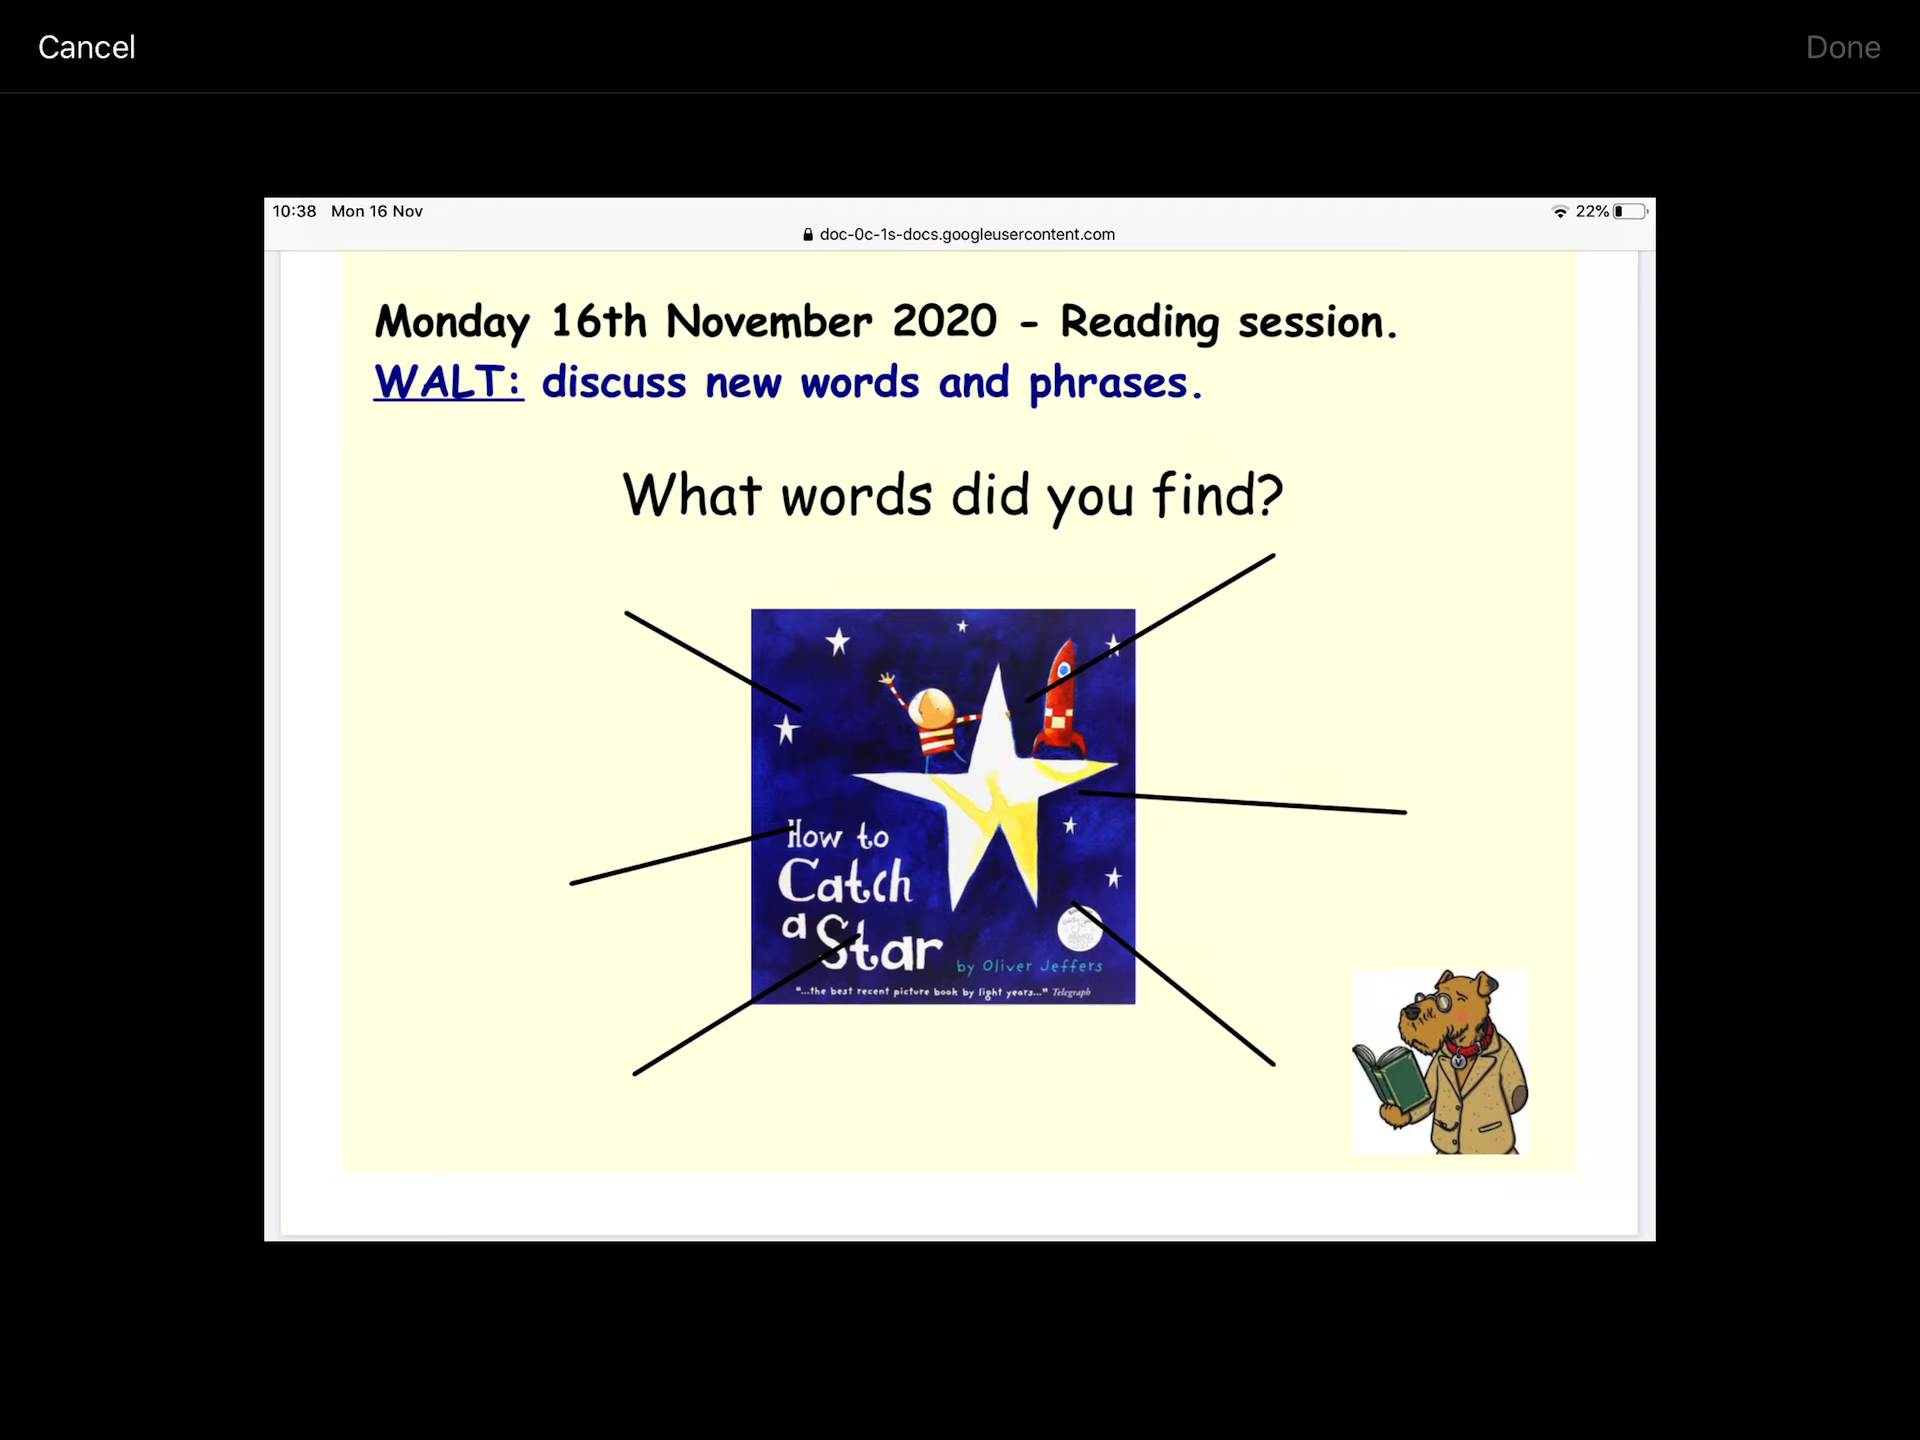 Cancel
Done
10:38 Mon 16 Nov
22%
doc-0c-1s-docs.googleusercontent.com
Monday 16th November 2020 - Reading session.
WALT: discuss new words and phrases.
What words did you find?
How to
Catch
a Star
by Oliver Jeffers
"...the best recent picture book by light years..." Telegraph